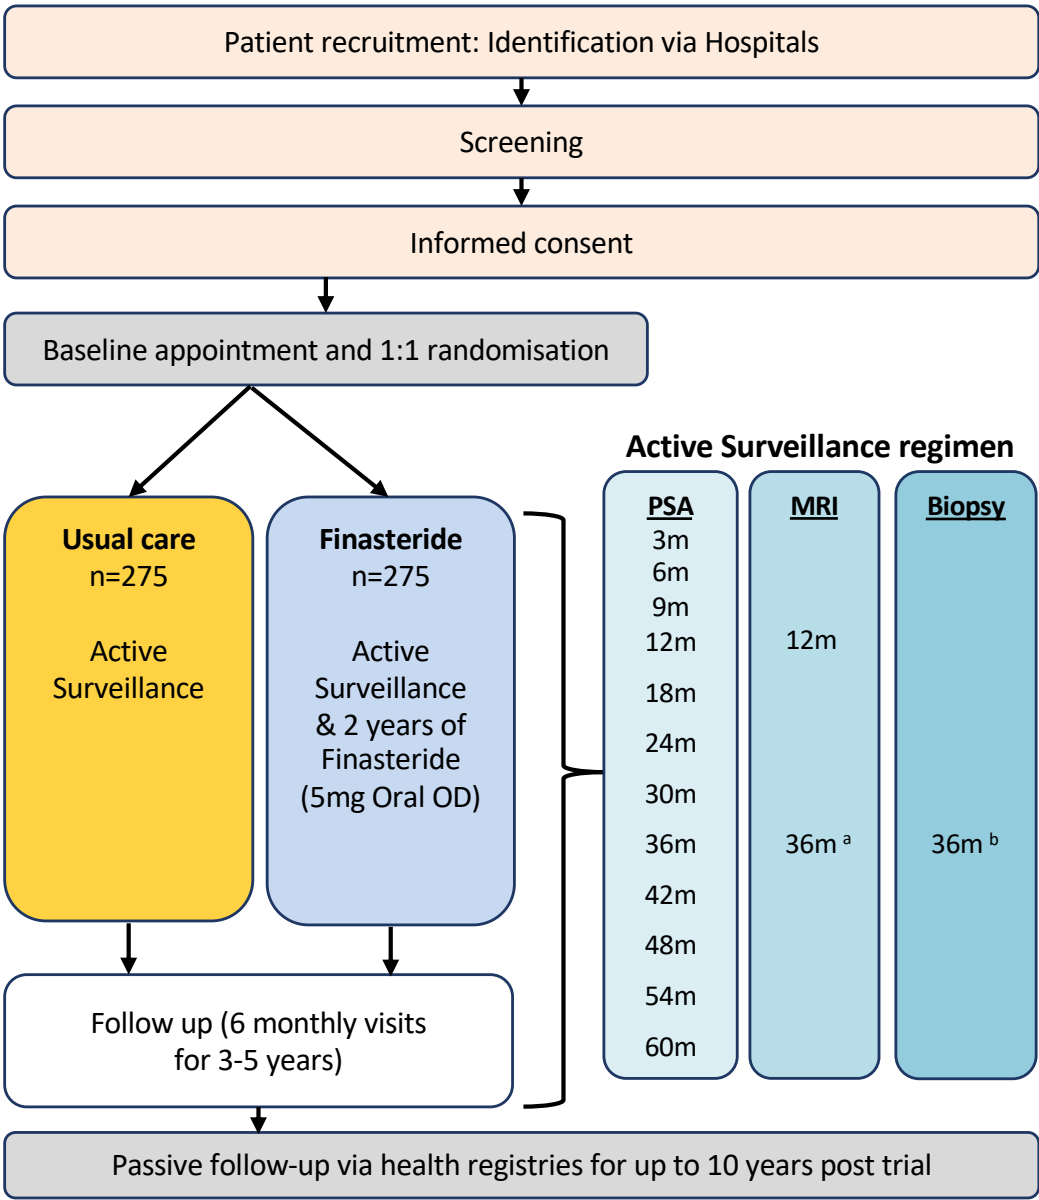 Patient recruitment: Identification via Hospitals
Screening
Informed consent
Baseline appointment and 1:1 randomisation
Usual care
n=275
Active
Surveillance
Finasteride
n=275
Active
Surveillance
& 2 years of
Finasteride
(5mg Oral OD)
Follow up (6 monthly visits
for 3-5 years)
Active Surveillance regimen
PSA
3m
6m
9m
12m
18m
24m
30m
36m
42m
48m
54m
60m
MRI
12m
36m a
Biopsy
36m b
Passive follow-up via health registries for up to 10 years post trial